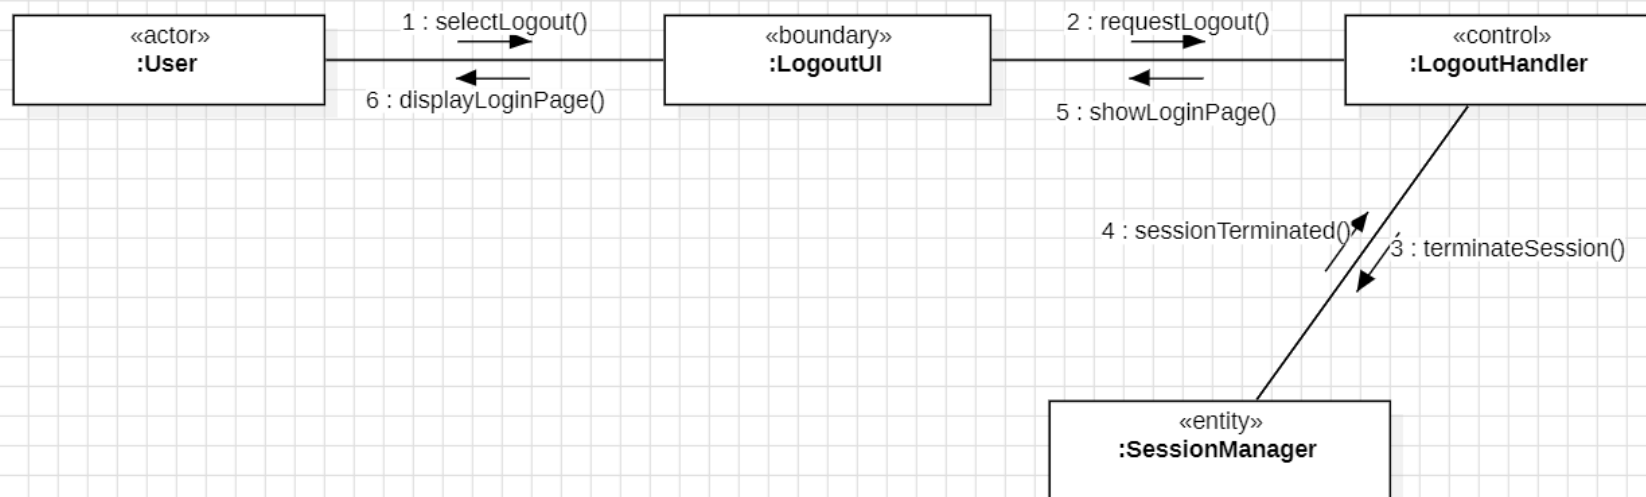 «actor»
:User
1 : selectLogout()
6 : displayLoginPage()
«boundary»
:LogoutUI
2 : requestLogout()
5 : showLoginPage()
«control»
:LogoutHandler
4 : sessionTerminated()
3 : terminateSession()
«entity»
:SessionManager